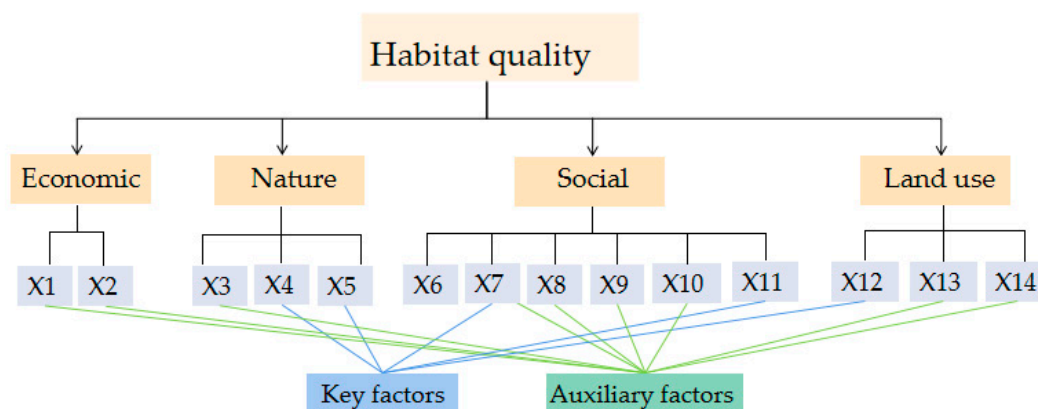 Habitat quality
Economic Nature Social Land use
X1 X2 X3 X4 X5 X6 X7 X8 X9 X10 X11 X12 X13 X14
Key factors Auxiliary factors